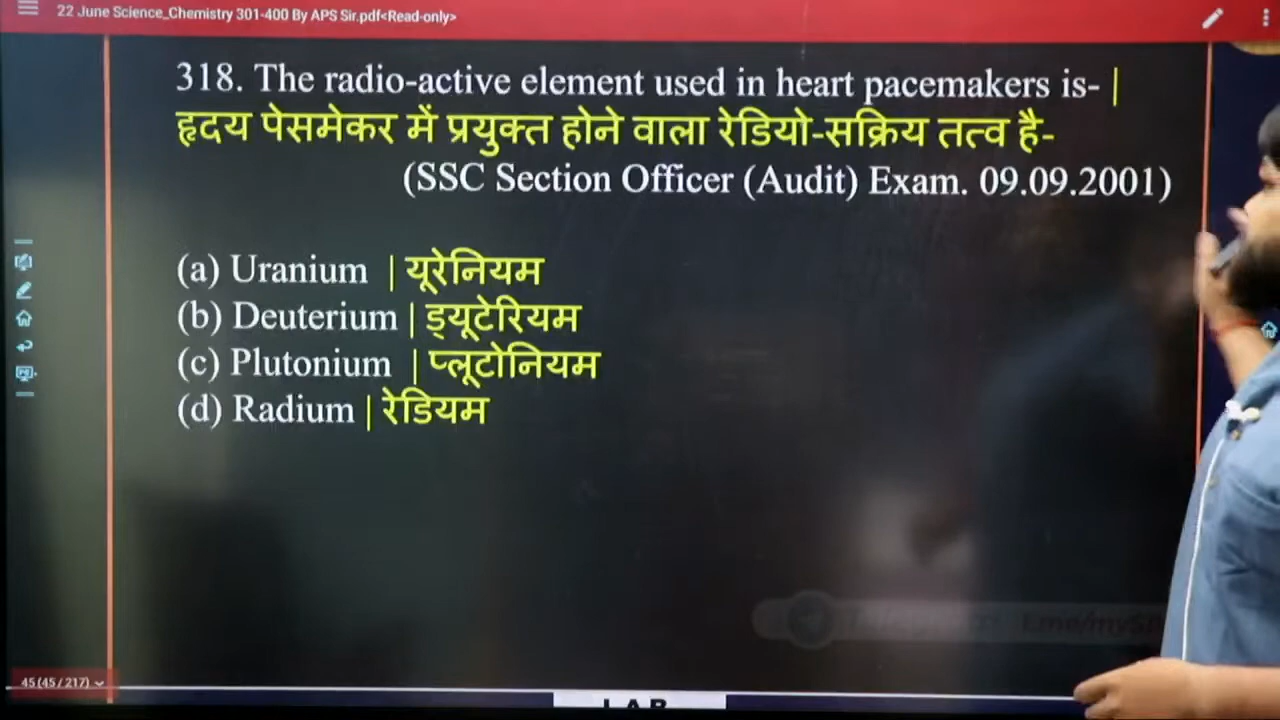 22 June Science_Chemistry 301-400 By APS Sir.pdf<Read-only>
318. The radio-active element used in heart pacemakers is- |
हृदय पेसमेकर में प्रयुक्त होने वाला रेडियो-सक्रिय तत्व है-
(SSC Section Officer (Audit) Exam. 09.09.2001)
(a) Uranium | यूरेनियम
(b) Deuterium | ड्यूटेरियम
(c) Plutonium | प्लूटोनियम
(d) Radium | रेडियम
45 (45 / 217)